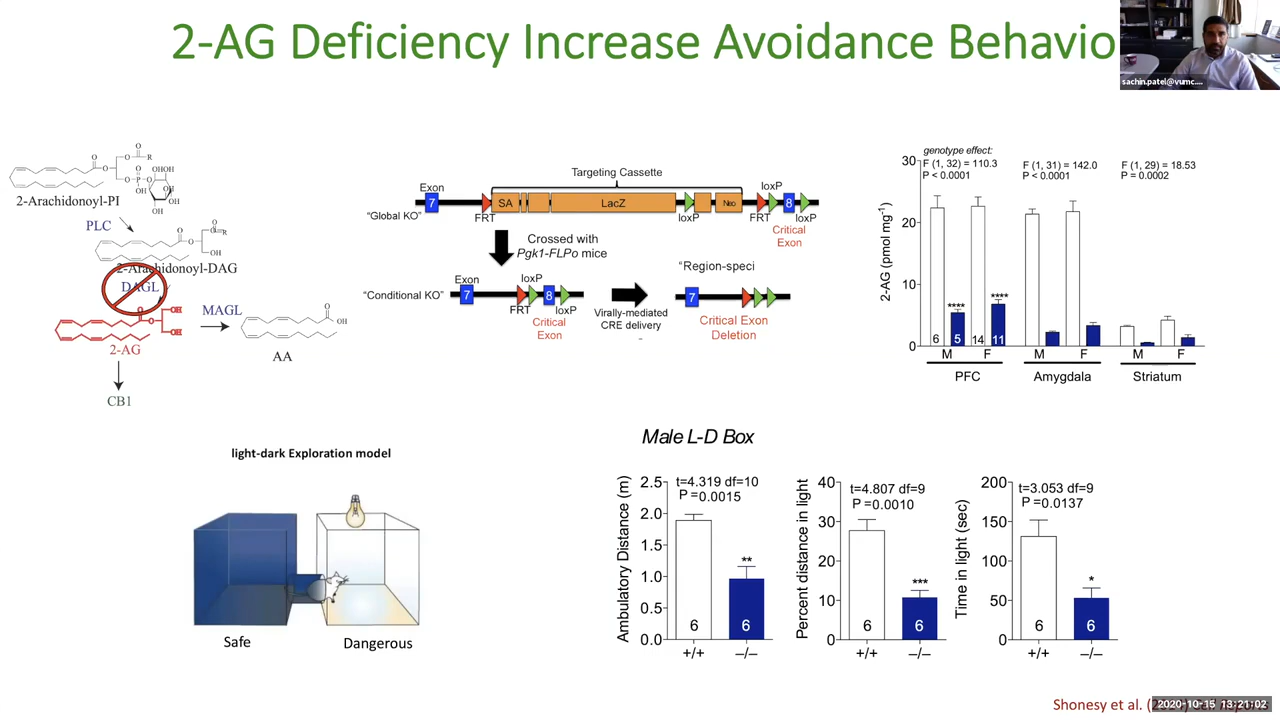 2-AG Deficiency Increase Avoidance Behavio
sachin.patel@vumc....
2-Arachidonoyl-PI
PLC
2-Arachidonoyl-DAG
DAGL
MAGL
2-AG
AA
CB1
Targeting Cassette
Exon
7
SA
LacZ
Neo
loxP
8
"Global KO"
FRT
loxP
FRT
loxP
Critical
Exon
Crossed with
Pgk1-FLPo mice
"Region-speci
Exon
loxP
"Conditional KO"
7
8
FRT
loxP
Critical
Exon
Virally-mediated
CRE delivery
7
Critical Exon
Deletion
genotype effect:
F (1, 32) = 110.3
P < 0.0001
F (1, 31) = 142.0
P < 0.0001
F (1, 29) = 18.53
P = 0.0002
2-AG (pmol mg-1)
30
20
10
0
**** ****
6 5 14 11
M F M F M F
PFC Amygdala Striatum
light-dark Exploration model
Safe Dangerous
Male L-D Box
Ambulatory Distance (m)
2.5
2.0
1.5
1.0
0.5
0.0
t=4.319 df=10
P =0.0015
**
6 6
+/+ –/–
Percent distance in light
40
30
20
10
0
t=4.807 df=9
P =0.0010
***
6 6
+/+ –/–
Time in light (sec)
200
150
100
50
0
t=3.053 df=9
P =0.0137
*
6 6
+/+ –/–
Shonesy et al. (
2020-10-15 13:21:02